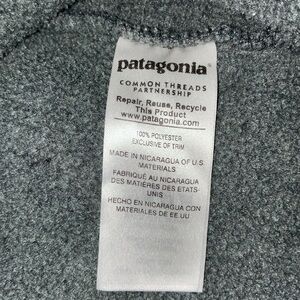 patagonia®
COMMON THREADS
PARTNERSHIP
Repair, Reuse, Recycle
This Product
www.patagonia.com
100% POLYESTER
EXCLUSIVE OF TRIM
MADE IN NICARAGUA OF U.S.
MATERIALS
FABRIQUÉ AU NICARAGUA
DES MATIÈRES DES ETATS-
UNIS
HECHO EN NICARAGUA CON
MATERIALES DE EE UU